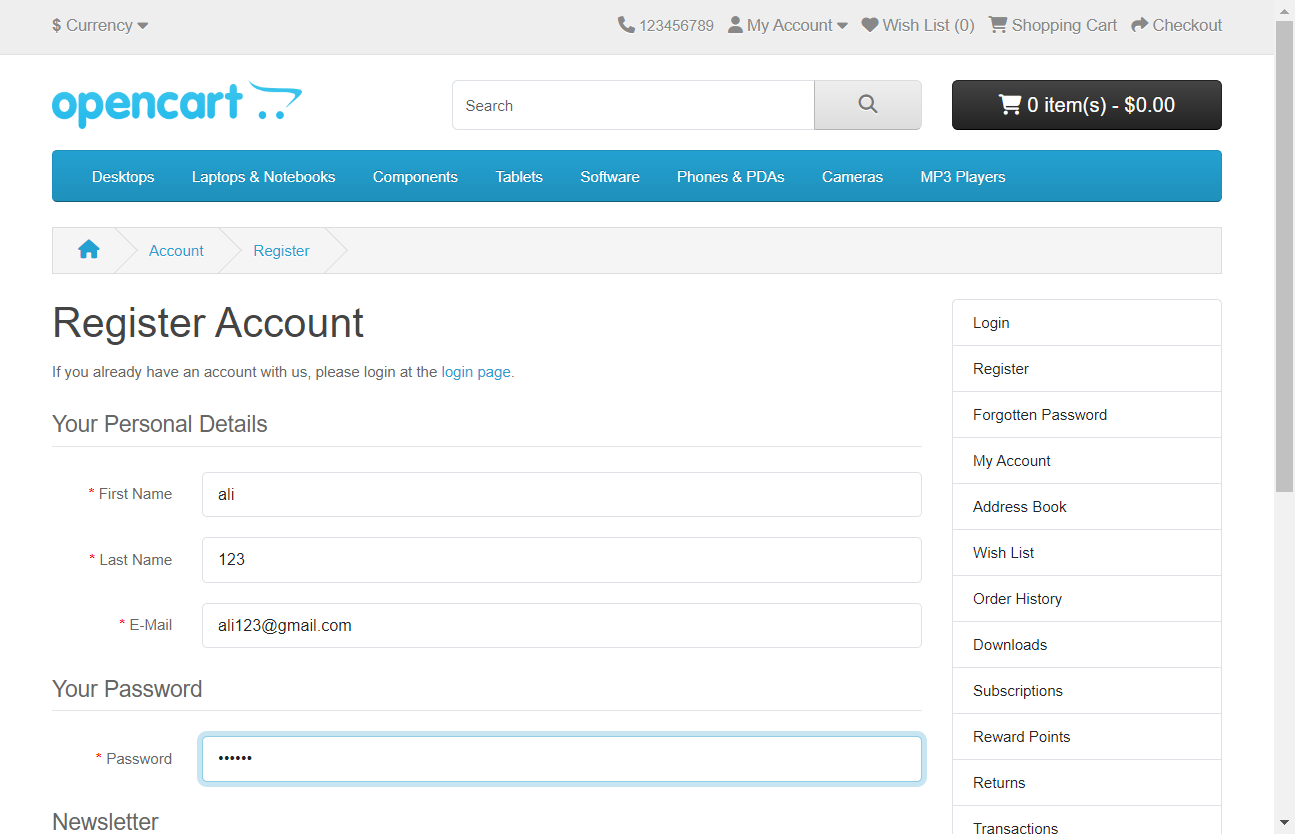 $ Currency 123456789 My Account Wish List (0) Shopping Cart Checkout
opencart Search 0 item(s) - $0.00
Desktops Laptops & Notebooks Components Tablets Software Phones & PDAs Cameras MP3 Players
Account Register
Register Account
If you already have an account with us, please login at the login page.
Your Personal Details
* First Name ali
* Last Name 123
* E-Mail ali123@gmail.com
Your Password
* Password ••••••
Newsletter
Login
Register
Forgotten Password
My Account
Address Book
Wish List
Order History
Downloads
Subscriptions
Reward Points
Returns
Transactions